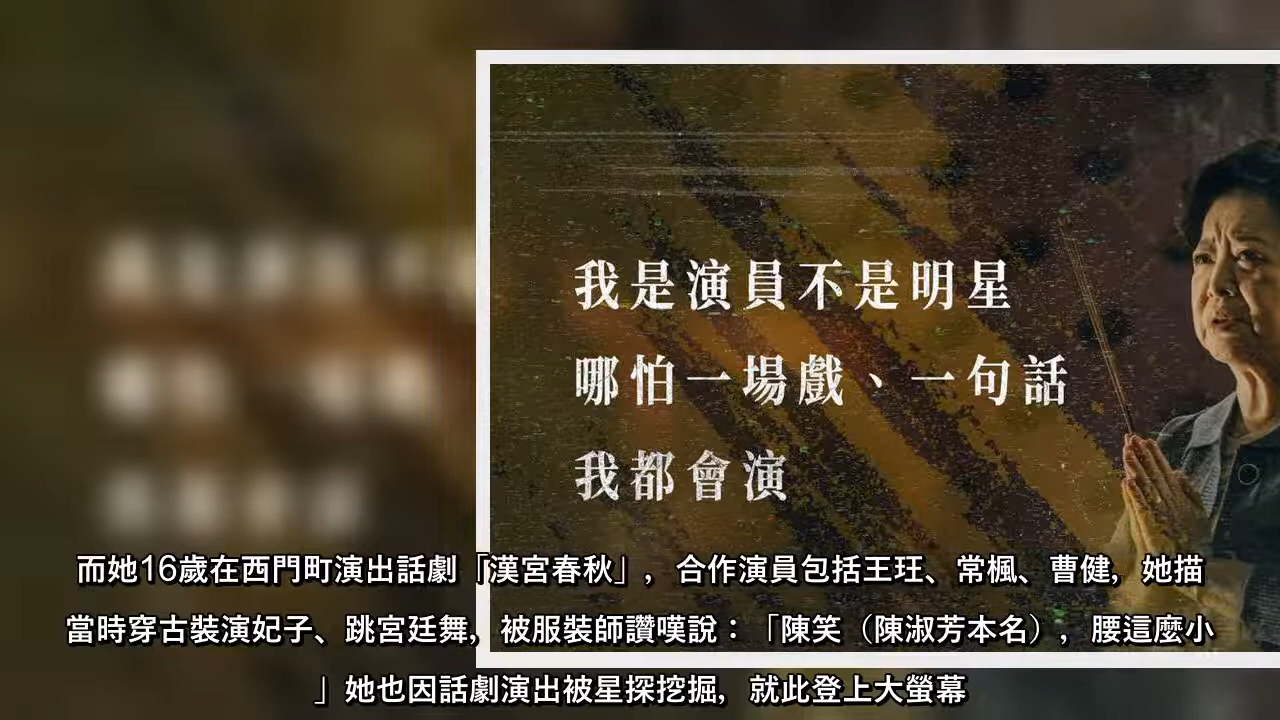 我是演員不是明星
哪怕一場戲、一句話
我都會演
而她16歲在西門町演出話劇「漢宮春秋」，合作演員包括王玨、常楓、曹健，她描
當時穿古裝演妃子、跳宮廷舞，被服裝師讚嘆說：「陳笑（陳淑芳本名），腰這麼小
」她也因話劇演出被星探挖掘，就此登上大螢幕